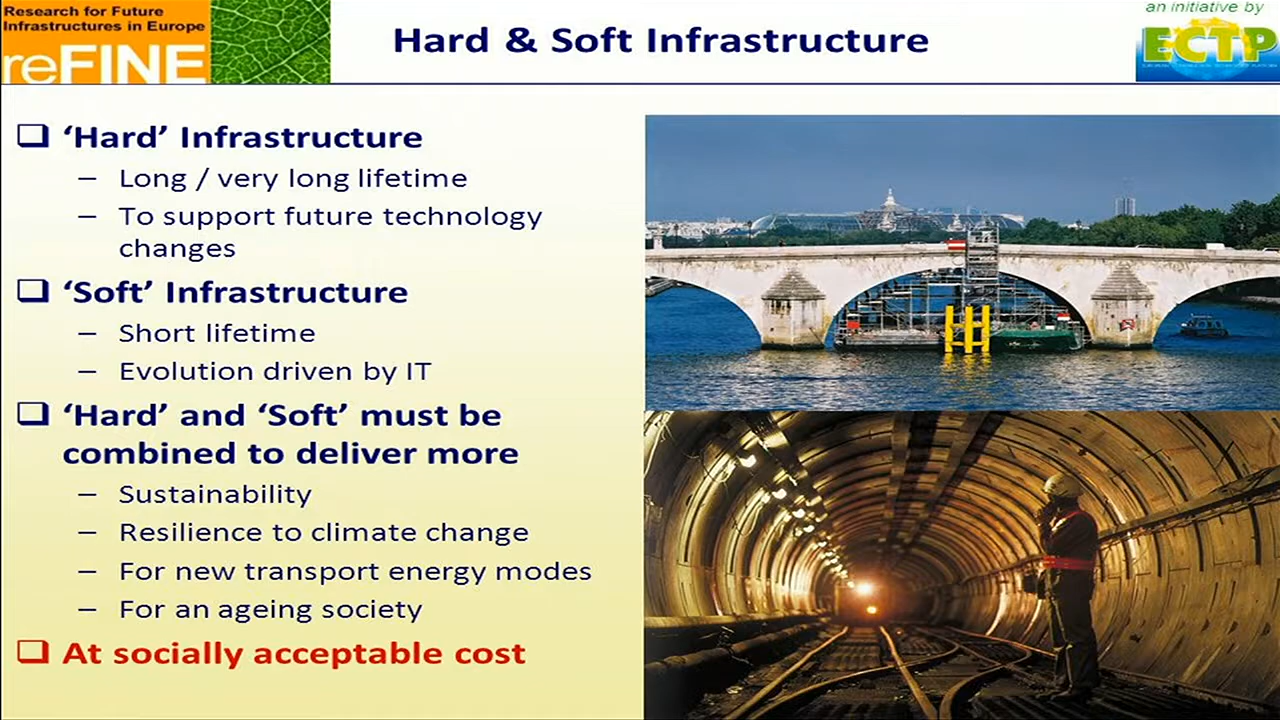 Research for Future
Infrastructures in Europe
reFINE
Hard & Soft Infrastructure
an initiative by
ECTP
❑ ‘Hard’ Infrastructure
– Long / very long lifetime
– To support future technology
changes
❑ ‘Soft’ Infrastructure
– Short lifetime
– Evolution driven by IT
❑ ‘Hard’ and ‘Soft’ must be
combined to deliver more
– Sustainability
– Resilience to climate change
– For new transport energy modes
– For an ageing society
❑ At socially acceptable cost